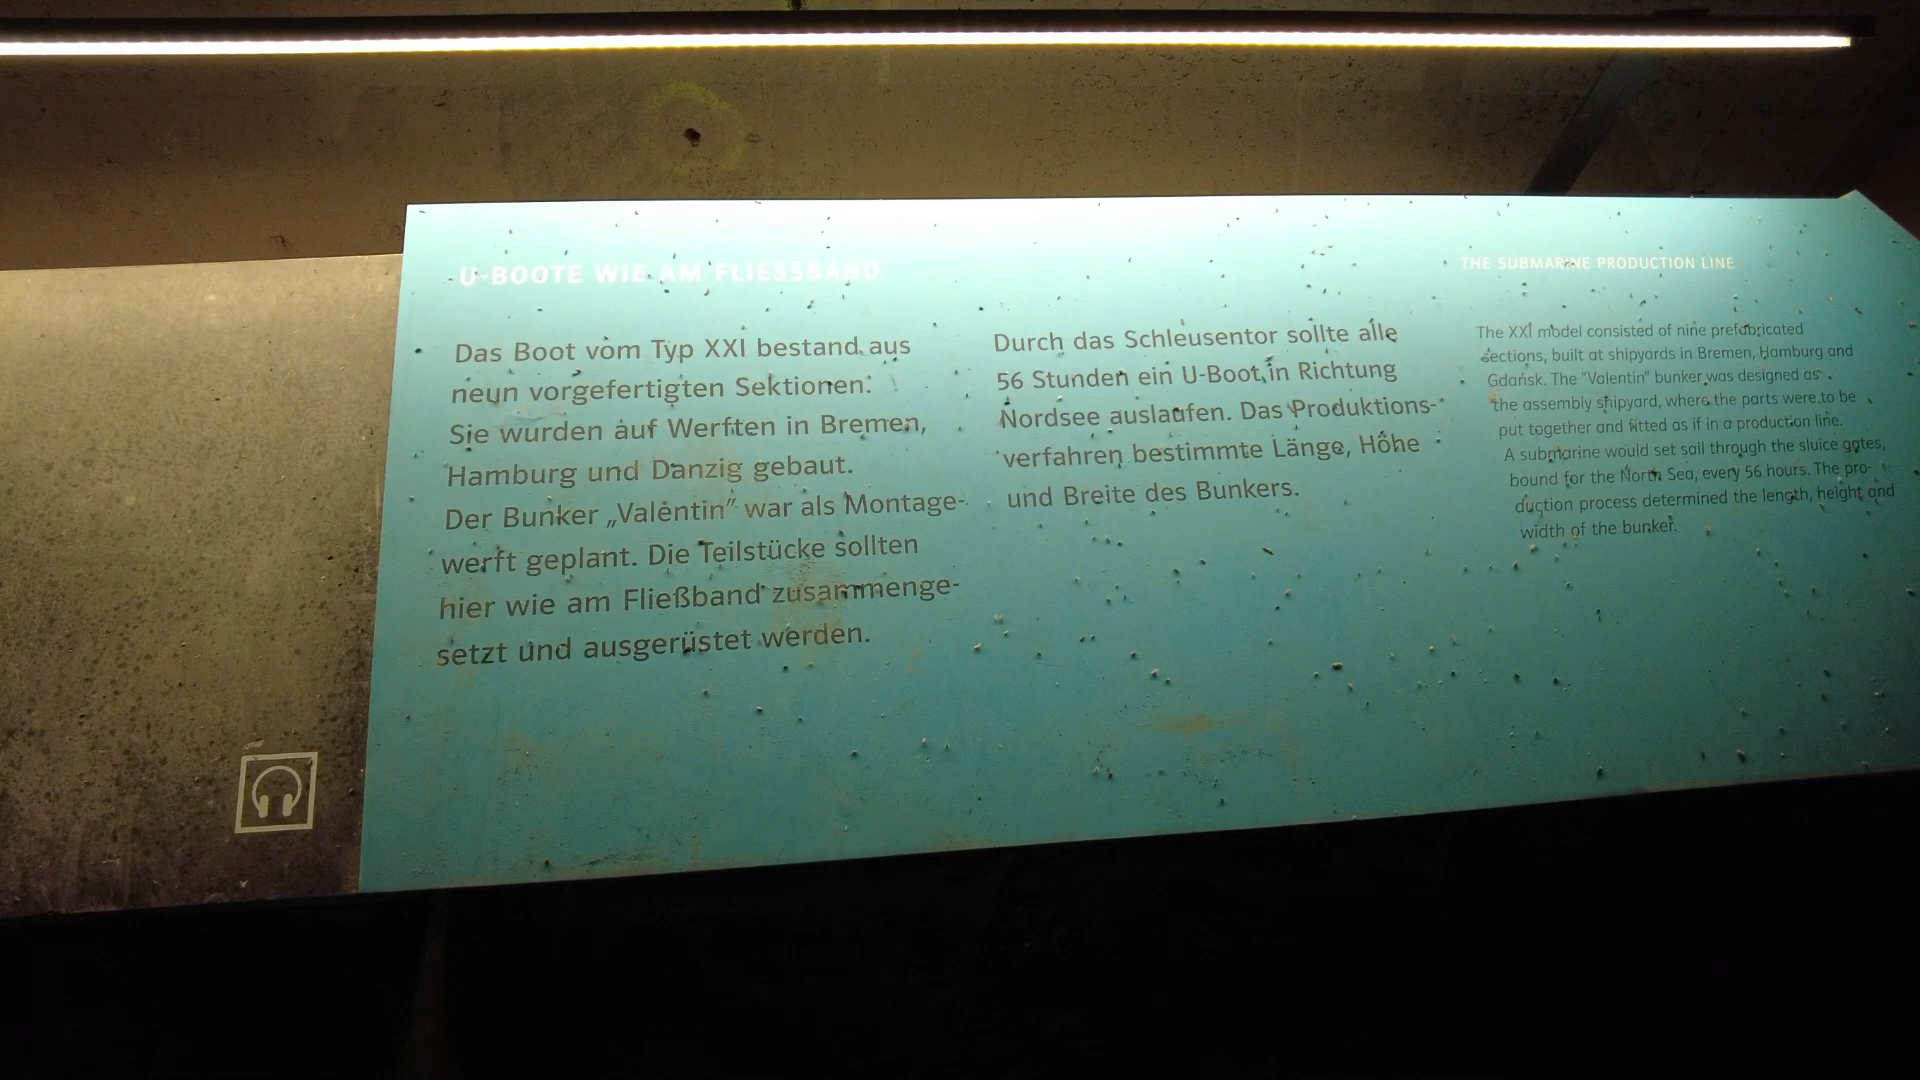 U-BOOTE WIE AM FLIESSBAND
Das Boot vom Typ XXI bestand aus
neun vorgefertigten Sektionen.
Sie wurden auf Werften in Bremen,
Hamburg und Danzig gebaut.
Der Bunker „Valentin” war als Montage-
werft geplant. Die Teilstücke sollten
hier wie am Fließband zusammenge-
setzt und ausgerüstet werden.
Durch das Schleusentor sollte alle
56 Stunden ein U-Boot in Richtung
Nordsee auslaufen. Das Produktions-
verfahren bestimmte Länge, Höhe
und Breite des Bunkers.
THE SUBMARINE PRODUCTION LINE
The XXI model consisted of nine prefabricated
sections, built at shipyards in Bremen, Hamburg and
Gdańsk. The "Valentin" bunker was designed as
the assembly shipyard, where the parts were to be
put together and fitted as if in a production line.
A submarine would set sail through the sluice gates,
bound for the North Sea, every 56 hours. The pro-
duction process determined the length, height and
width of the bunker.